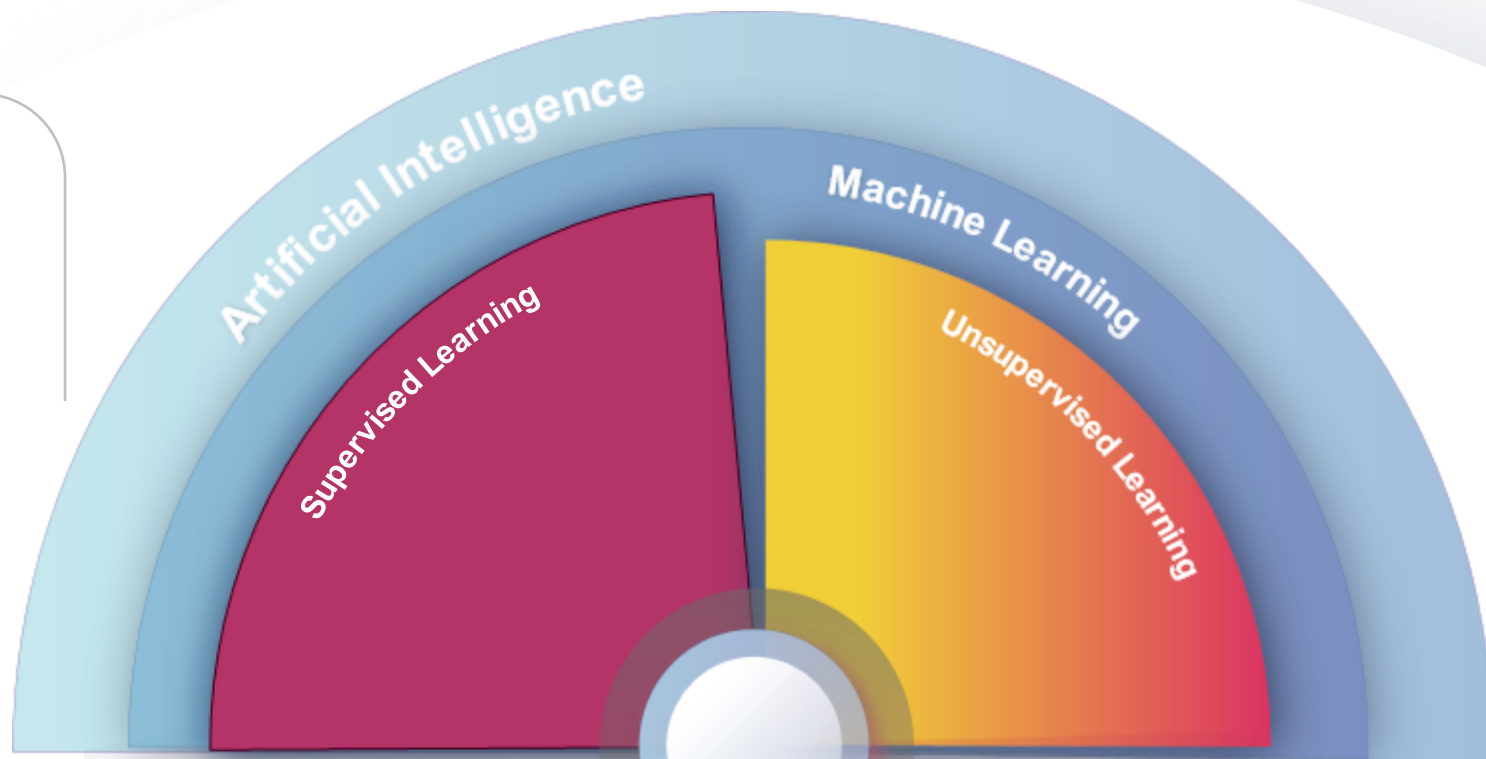 Artificial Intelligence
Machine Learning
Supervised Learning
Unsupervised Learning